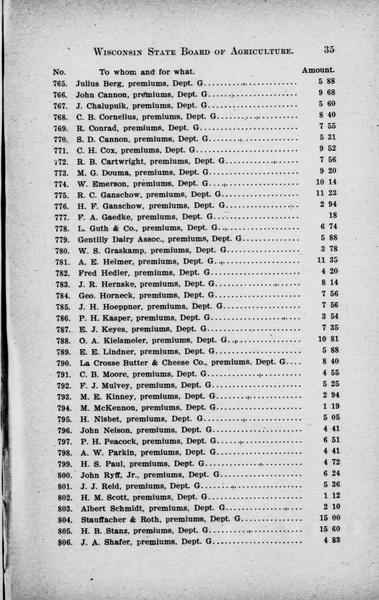 WISCONSIN STATE BOARD OF AGRICULTURE. 35
No. To whom and for what. Amount.
765. Julius Berg, premiums, Dept. G 5 88
766. John Cannon, premiums, Dept. G 9 68
767. J. Chalupuik, premiums, Dept. G 5 60
768. C. B. Cornelius, premiums, Dept. G 8 40
769. R. Conrad, premiums, Dept. G 7 55
770. S. D. Cannon, premiums, Dept. G 5 31
771. C. H. Cox, premiums, Dept. G 9 52
772. R. B. Cartwright, premiums, Dept. G 7 56
773. M. G. Douma, premiums, Dept. G 9 20
774. W. Emerson, premiums, Dept. G 10 14
775. R. C. Ganschow, premiums, Dept. G 11 23
776. H. F. Ganschow, premiums, Dept. G 2 94
777. F. A. Gaedke, premiums, Dept. G 18
778. L. Guth & Co., premiums, Dept. G 6 74
779. Gentilly Dairy Assoc., premiums, Dept. G 5 88
780. W. S. Graskamp, premiums, Dept. G 3 78
781. A. E. Helmer, premiums, Dept. G 11 35
782. Fred Hedler, premiums, Dept. G 4 20
783. J. R. Hernske, premiums, Dept. G 8 14
784. Geo. Horneck, premiums, Dept. G 7 56
785. J. H. Hoeppner, premiums, Dept. G 7 56
786. P. H. Kasper, premiums, Dept. G 3 54
787. E. J. Keyes, premiums, Dept. G 7 35
788. O. A. Kielsmeier, premiums, Dept. G 10 81
789. E. E. Lindner, premiums, Dept. G 5 88
790. La Crosse Butter & Cheese Co., premiums, Dept. G 8 40
791. C. B. Moore, premiums, Dept. G 4 55
792. F. J. Mulvey, premiums, Dept. G 5 25
793. M. E. Kinney, premiums, Dept. G 2 94
794. M. McKennon, premiums, Dept. G 1 19
795. H. Nisbet, premiums, Dept. G 5 05
796. John Nelson, premiums, Dept. G 4 41
797. P. H. Peacock, premiums, Dept. G 6 51
798. A. W. Parkin, premiums, Dept. G 4 41
799. H. S. Paul, premiums, Dept. G 4 72
800. John Ryff, Jr., premiums, Dept. G 6 24
801. J. J. Reid, premiums, Dept. G 5 36
802. H. M. Scott, premiums, Dept. G 1 12
803. Albert Schmidt, premiums, Dept. G 2 10
804. Stauffacher & Roth, premiums, Dept. G 15 00
805. H. B. Stanz, premiums, Dept. G 15 60
806. J. A. Shafer, premiums, Dept. G 4 83